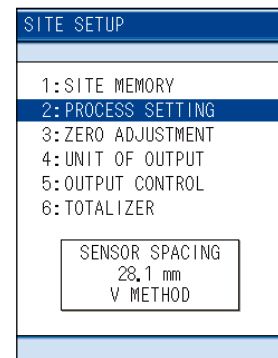 SITE SETUP
1:SITE MEMORY
2:PROCESS SETTING
3:ZERO ADJUSTMENT
4:UNIT OF OUTPUT
5:OUTPUT CONTROL
6:TOTALIZER
SENSOR SPACING
28.1 mm
V METHOD